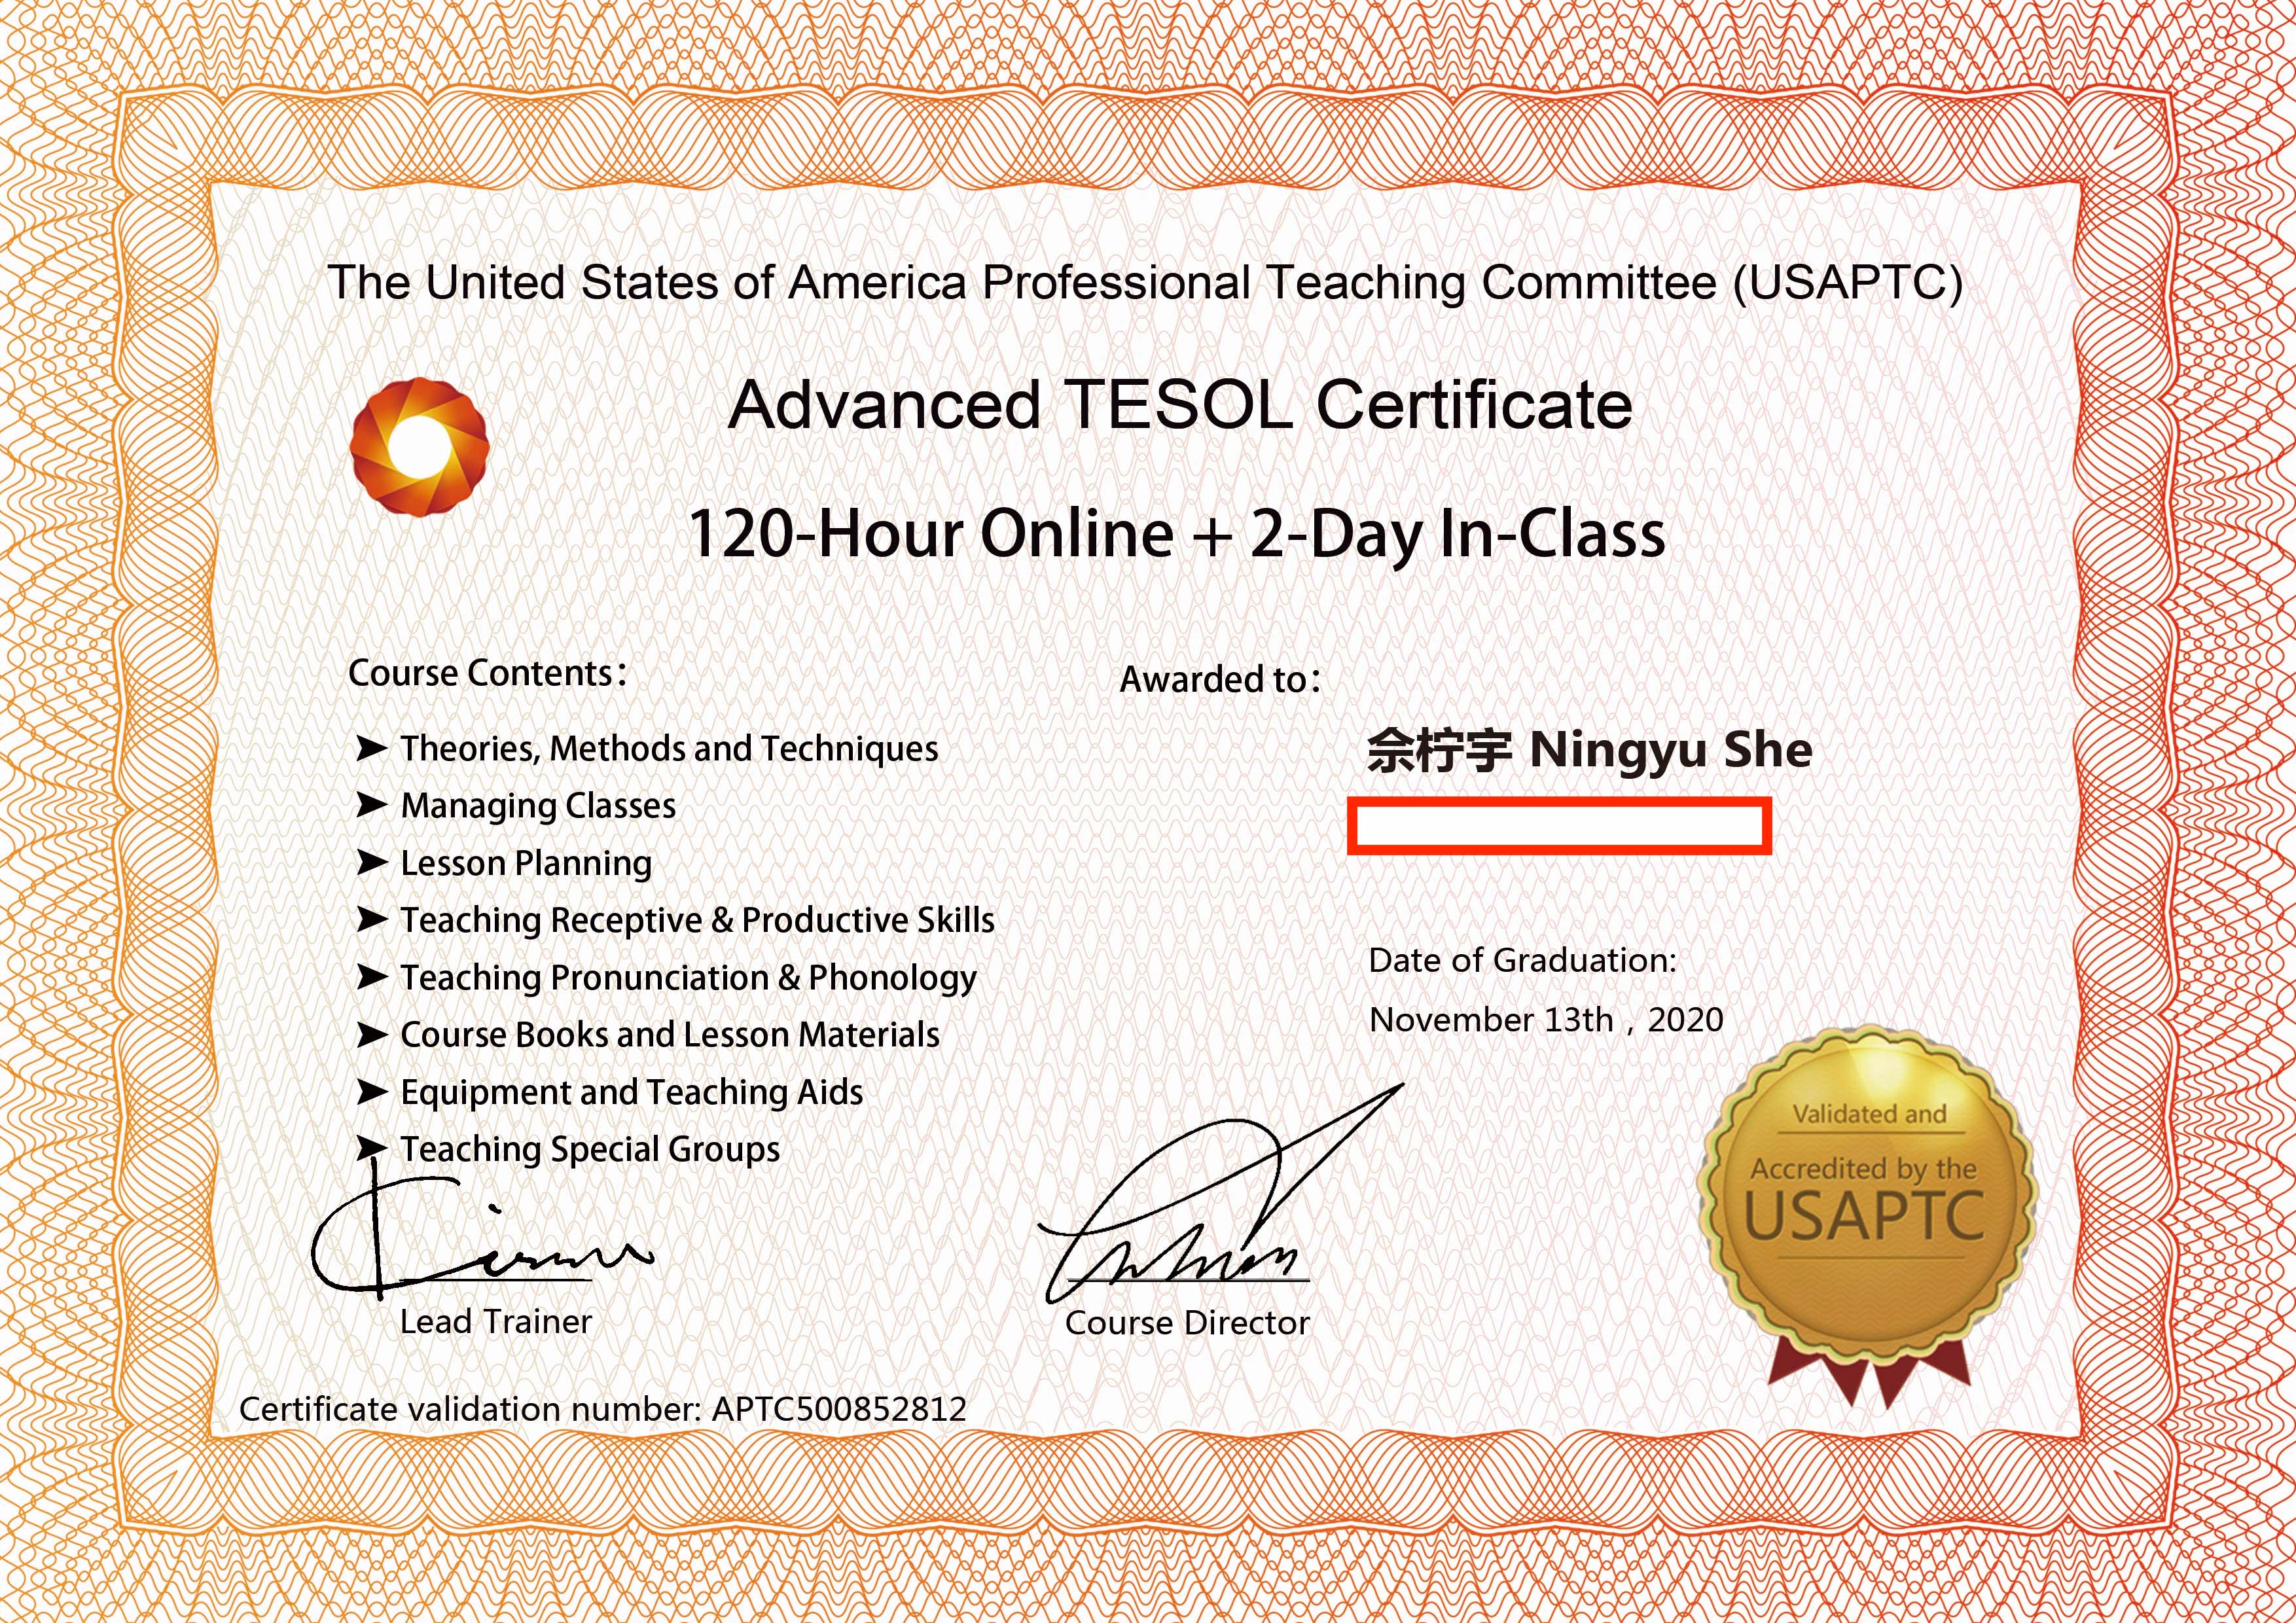 The United States of America Professional Teaching Committee (USAPTC)
Advanced TESOL Certificate
120-Hour Online + 2-Day In-Class
Course Contents:
➤ Theories, Methods and Techniques
➤ Managing Classes
➤ Lesson Planning
➤ Teaching Receptive & Productive Skills
➤ Teaching Pronunciation & Phonology
➤ Course Books and Lesson Materials
➤ Equipment and Teaching Aids
➤ Teaching Special Groups
Awarded to:
佘柠宇 Ningyu She
Date of Graduation:
November 13th , 2020
Validated and
Accredited by the
USAPTC
Lead Trainer
Course Director
Certificate validation number: APTC500852812